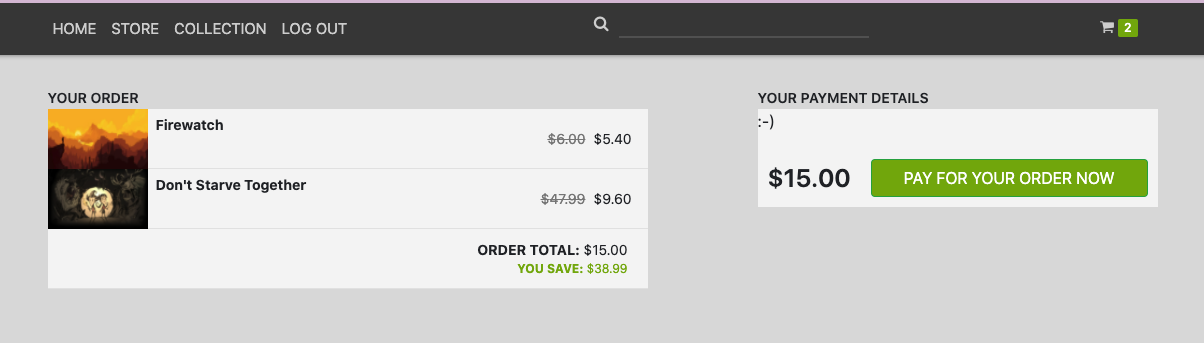 HOME STORE COLLECTION LOG OUT 2
YOUR ORDER
Firewatch
$6.00 $5.40
Don't Starve Together
$47.99 $9.60
ORDER TOTAL: $15.00
YOU SAVE: $38.99
YOUR PAYMENT DETAILS
:-)
$15.00 PAY FOR YOUR ORDER NOW